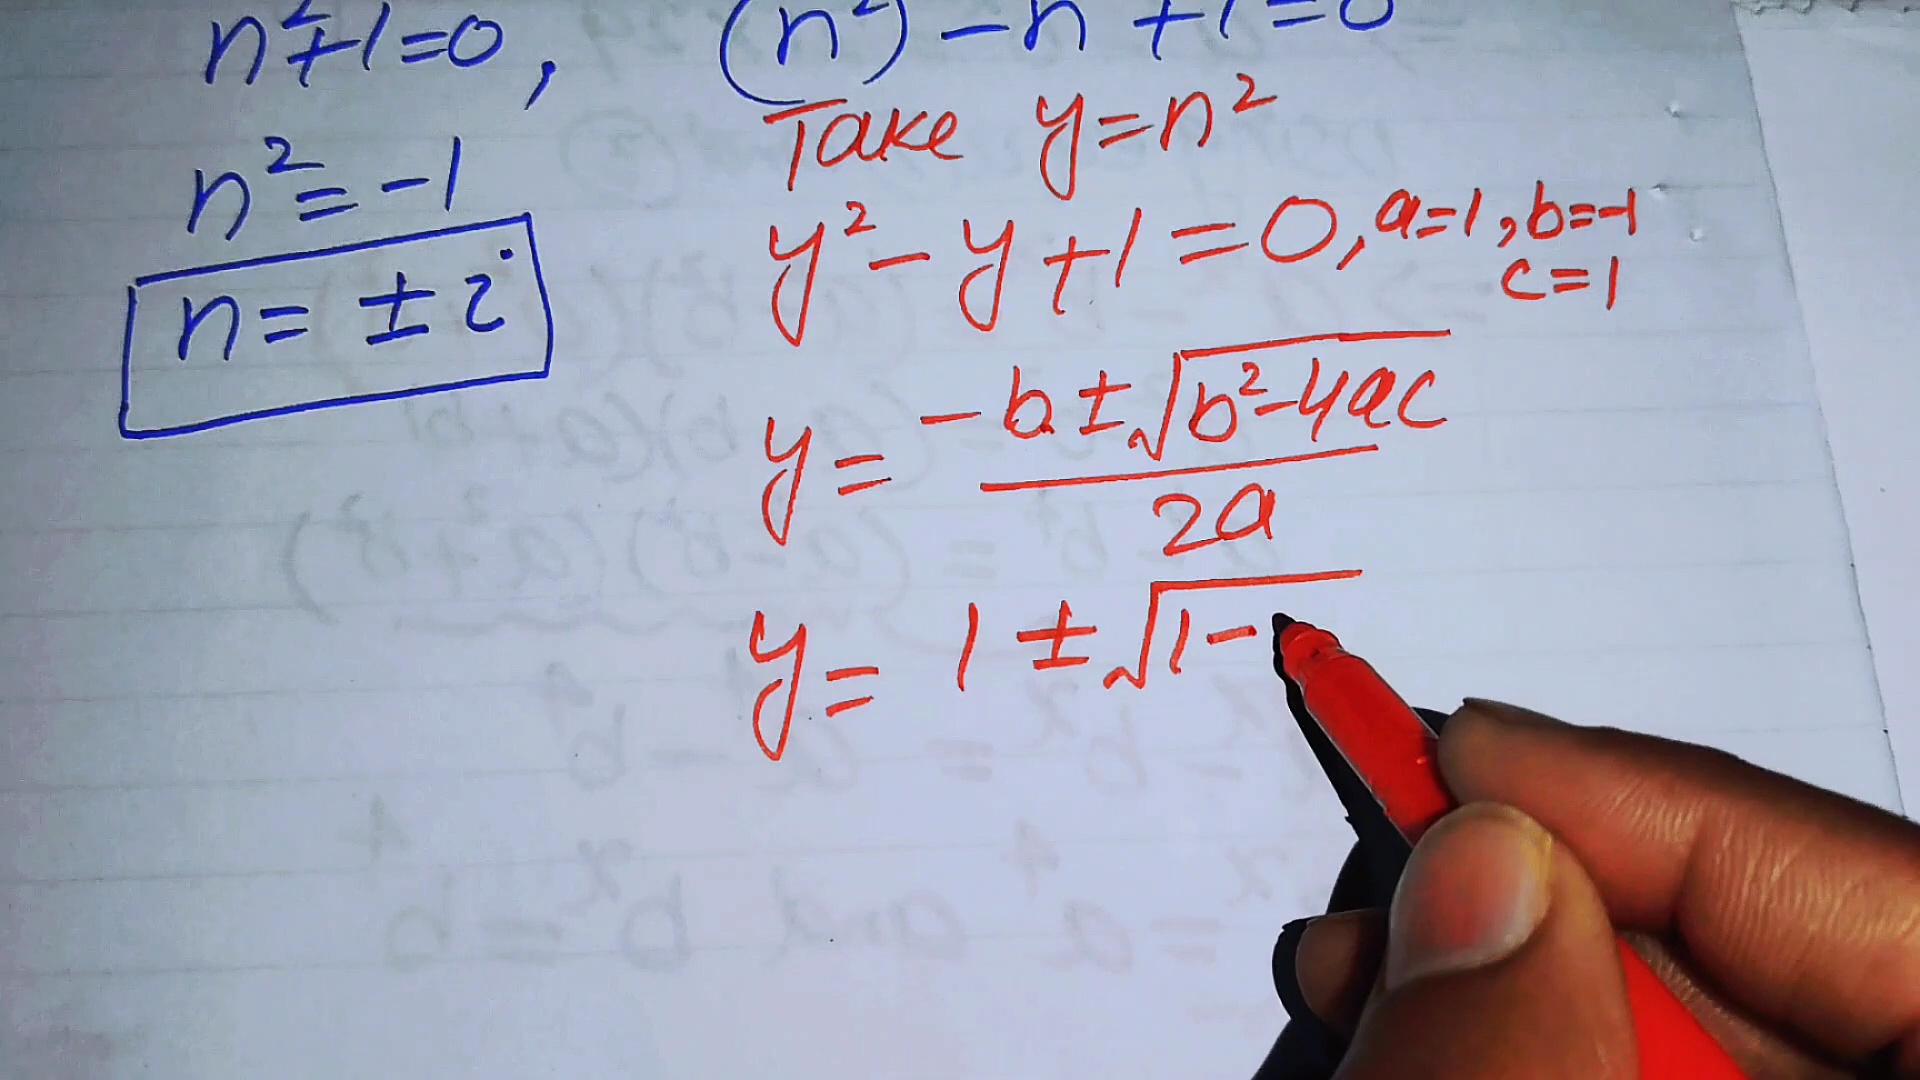 n²+1=0, (n²)²-n²+1=0
n²=-1
n=±i
Take y=n²
y²-y+1=0, a=1, b=-1
c=1
y=(-b±√(b²-4ac))/2a
y=1±√(1-